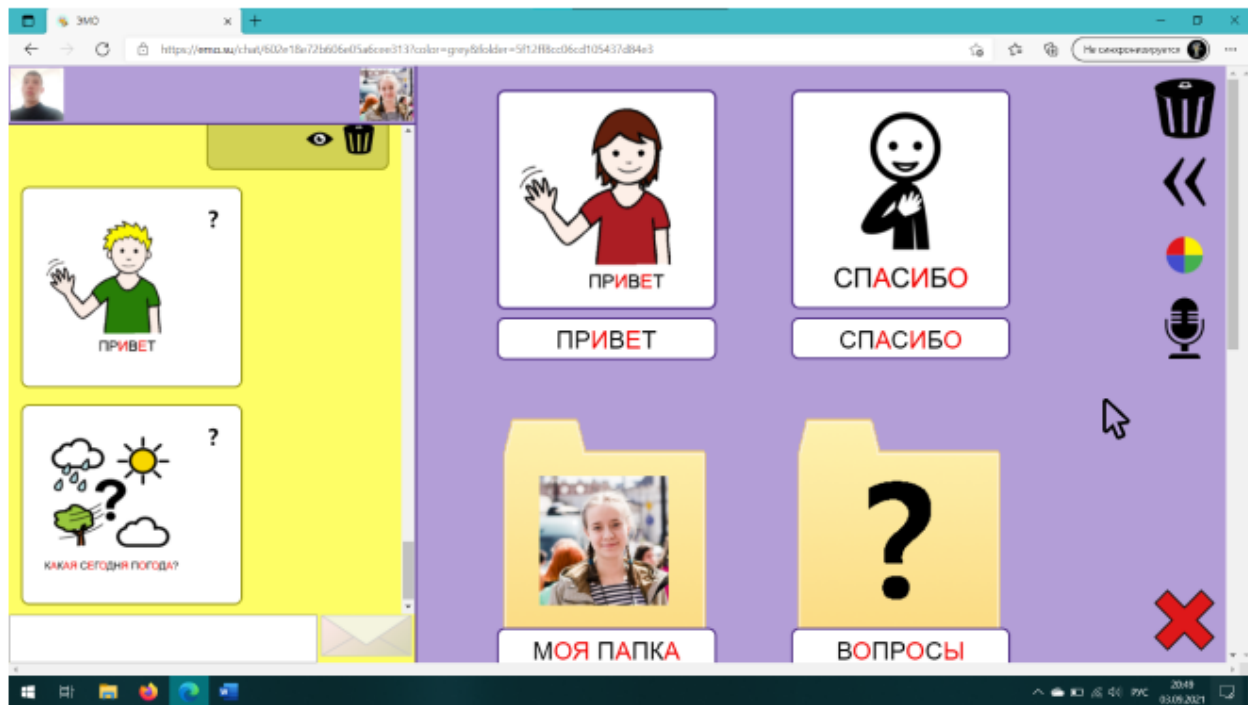 ЭМО
https://emo.su/chat/602e18e72b606e05a6cee313?color=grey&folder=5f12ff8cc06cd105437d84e3
Не синхронизируется
?
ПРИВЕТ
?
?
КАКАЯ СЕГОДНЯ ПОГОДА?
ПРИВЕТ
СПАСИБО
ПРИВЕТ
СПАСИБО
?
МОЯ ПАПКА
ВОПРОСЫ
РУС
20:49
03.09.2021